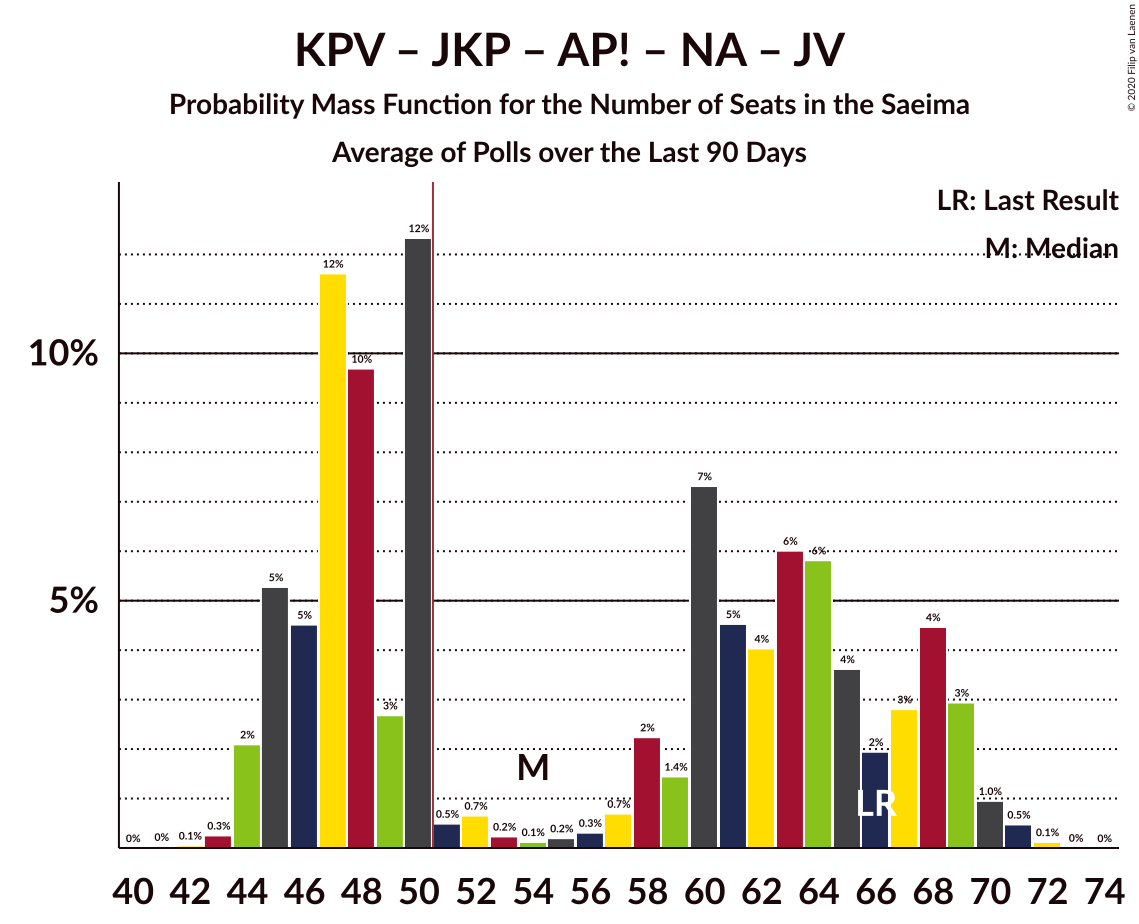 KPV – JKP – AP! – NA – JV
Probability Mass Function for the Number of Seats in the Saeima
Average of Polls over the Last 90 Days
© 2020 Filip van Laenen
LR: Last Result
M: Median
10%
5%
0% 0% 0.1% 0.3% 2% 5% 5% 12% 10% 3% 12% 0.5% 0.7% 0.2% 0.1% 0.2% 0.3% 0.7% 2% 1.4% 7% 5% 4% 6% 6% 4% 2% 3% 4% 3% 1.0% 0.5% 0.1% 0% 0%
M
LR
40 42 44 46 48 50 52 54 56 58 60 62 64 66 68 70 72 74